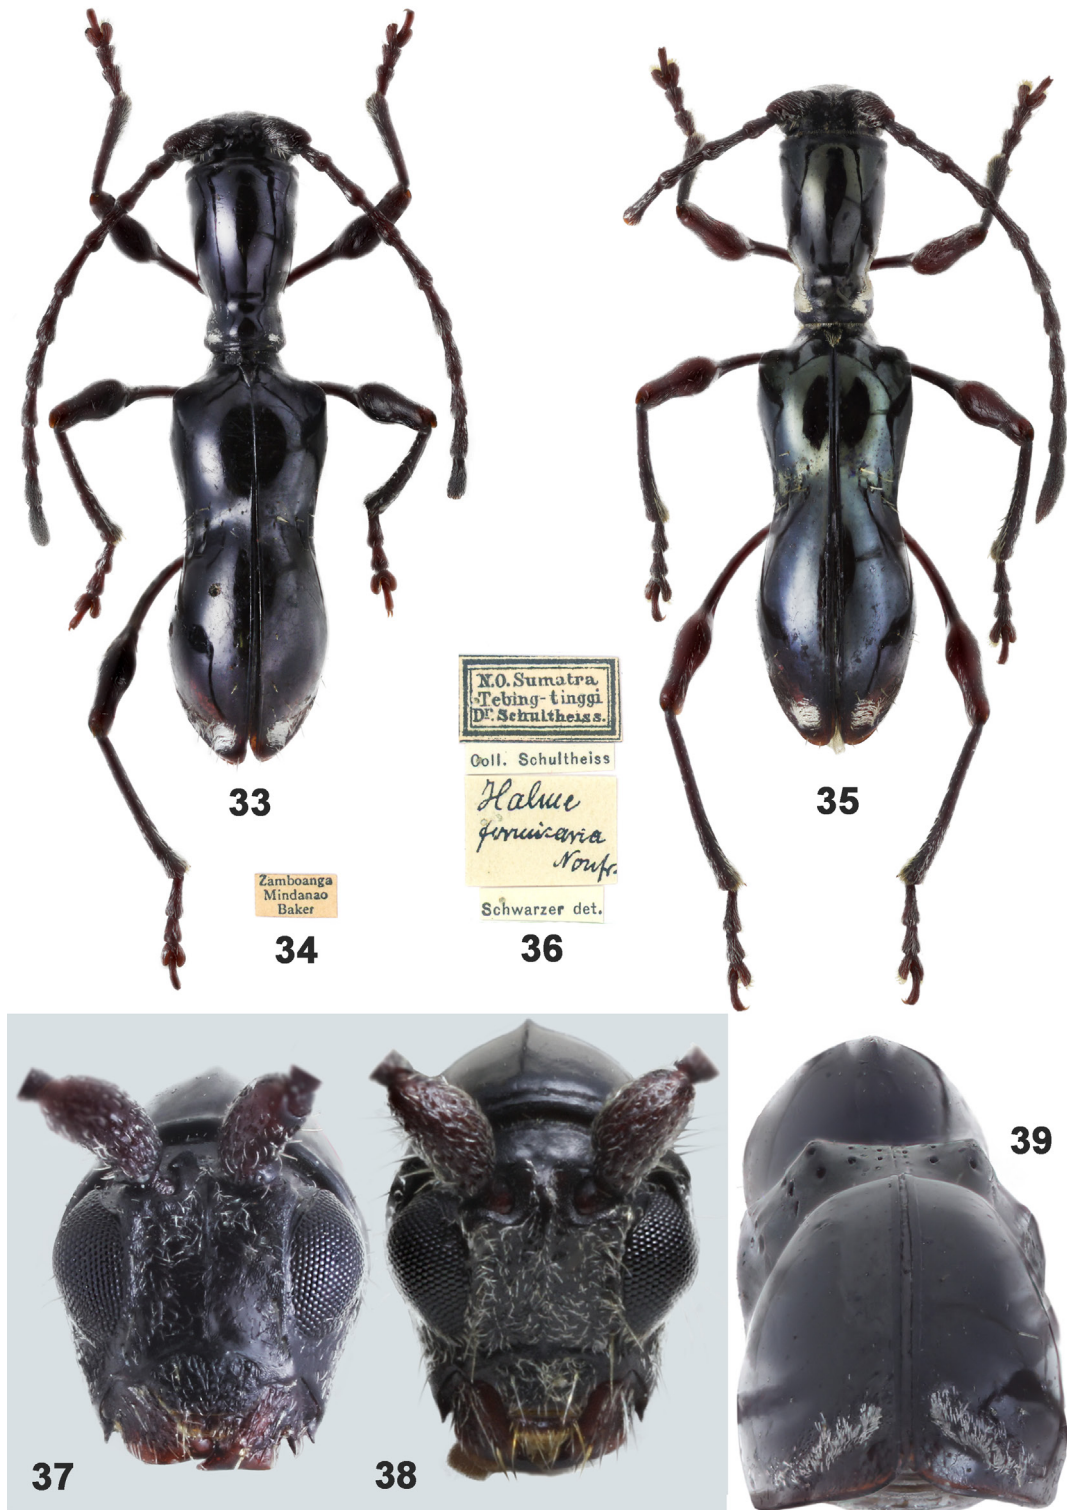 33
Zamboanga
Mindanao
Baker
34
N.O. Sumatra
Tebing-tinggi
Dr. Schultheiss.
Coll. Schultheiss
Halme
formicaria
Nonfr.
Schwarzer det.
36
35
37
38
39